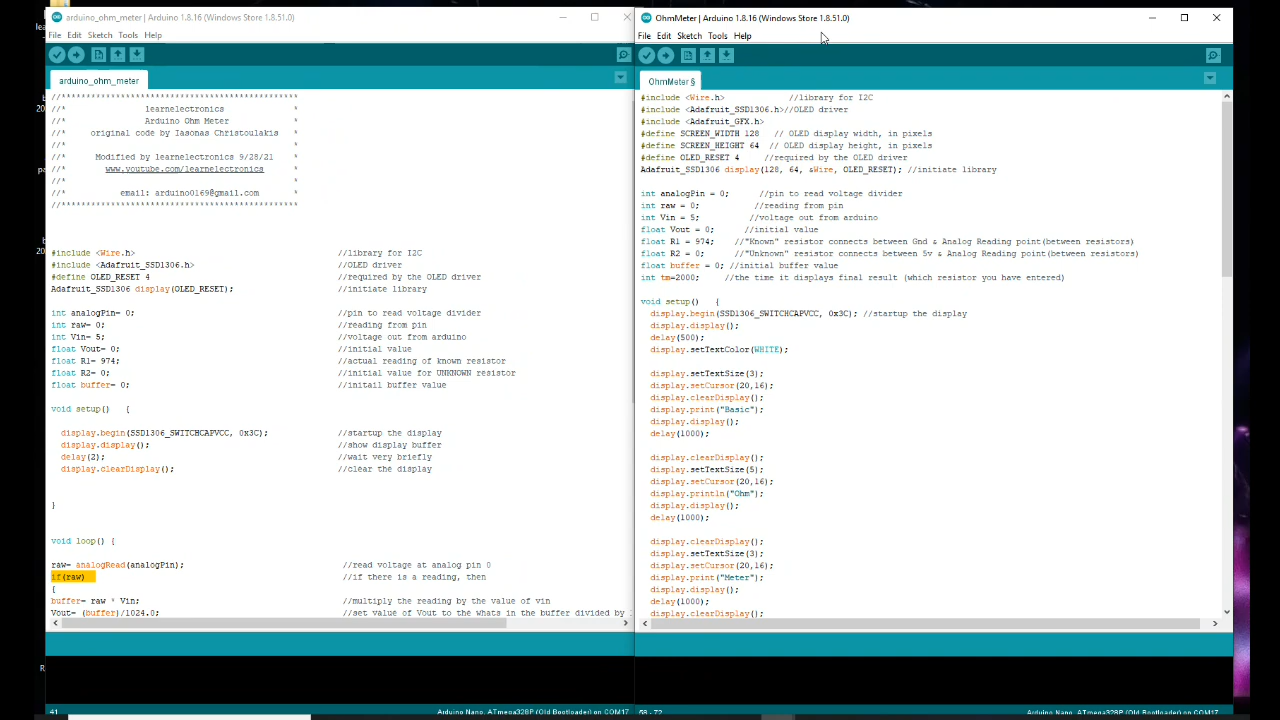 arduino_ohm_meter | Arduino 1.8.16 (Windows Store 1.8.51.0)
File Edit Sketch Tools Help
arduino_ohm_meter
//***********************************************
//* learnelectronics *
//* Arduino Ohm Meter *
//* original code by Iasonas Christoulakis *
//* *
//* Modified by learnelectronics 9/28/21 *
//* www.youtube.com/learnelectronics *
//* *
//* email: arduino0169@gmail.com *
//***********************************************
#include <Wire.h> //library for I2C
#include <Adafruit_SSD1306.h> //OLED driver
#define OLED_RESET 4 //required by the OLED driver
Adafruit_SSD1306 display(OLED_RESET); //initiate library
int analogPin= 0; //pin to read voltage divider
int raw= 0; //reading from pin
int Vin= 5; //voltage out from arduino
float Vout= 0; //initial value
float R1= 974; //actual reading of known resistor
float R2= 0; //initial value for UNKNOWN resistor
float buffer= 0; //initail buffer value
void setup() {
display.begin(SSD1306_SWITCHCAPVCC, 0x3C); //startup the display
display.display(); //show display buffer
delay(2); //wait very briefly
display.clearDisplay(); //clear the display
}
void loop() {
raw= analogRead(analogPin); //read voltage at analog pin 0
if(raw) //if there is a reading, then
{
buffer= raw * Vin; //multiply the reading by the value of vin
Vout= (buffer)/1024.0; //set value of Vout to the whats in the buffer divided by
41 Arduino Nano, ATmega328P (Old Bootloader) on COM17
OhmMeter | Arduino 1.8.16 (Windows Store 1.8.51.0)
File Edit Sketch Tools Help
OhmMeter §
#include <Wire.h> //library for I2C
#include <Adafruit_SSD1306.h>//OLED driver
#include <Adafruit_GFX.h>
#define SCREEN_WIDTH 128 // OLED display width, in pixels
#define SCREEN_HEIGHT 64 // OLED display height, in pixels
#define OLED_RESET 4 //required by the OLED driver
Adafruit_SSD1306 display(128, 64, &Wire, OLED_RESET); //initiate library
int analogPin = 0; //pin to read voltage divider
int raw = 0; //reading from pin
int Vin = 5; //voltage out from arduino
float Vout = 0; //initial value
float R1 = 974; //"Known" resistor connects between Gnd & Analog Reading point(between resistors)
float R2 = 0; //"Unknown" resistor connects between 5v & Analog Reading point(between resistors)
float buffer = 0; //initial buffer value
int tm=2000; //the time it displays final result (which resistor you have entered)
void setup() {
display.begin(SSD1306_SWITCHCAPVCC, 0x3C); //startup the display
display.display();
delay(500);
display.setTextColor(WHITE);
display.setTextSize(3);
display.setCursor(20,16);
display.clearDisplay();
display.print("Basic");
display.display();
delay(1000);
display.clearDisplay();
display.setTextSize(5);
display.setCursor(20,16);
display.println("Ohm");
display.display();
delay(1000);
display.clearDisplay();
display.setTextSize(3);
display.setCursor(20,16);
display.print("Meter");
display.display();
delay(1000);
display.clearDisplay();
58 - 72 Arduino Nano, ATmega328P (Old Bootloader) on COM17